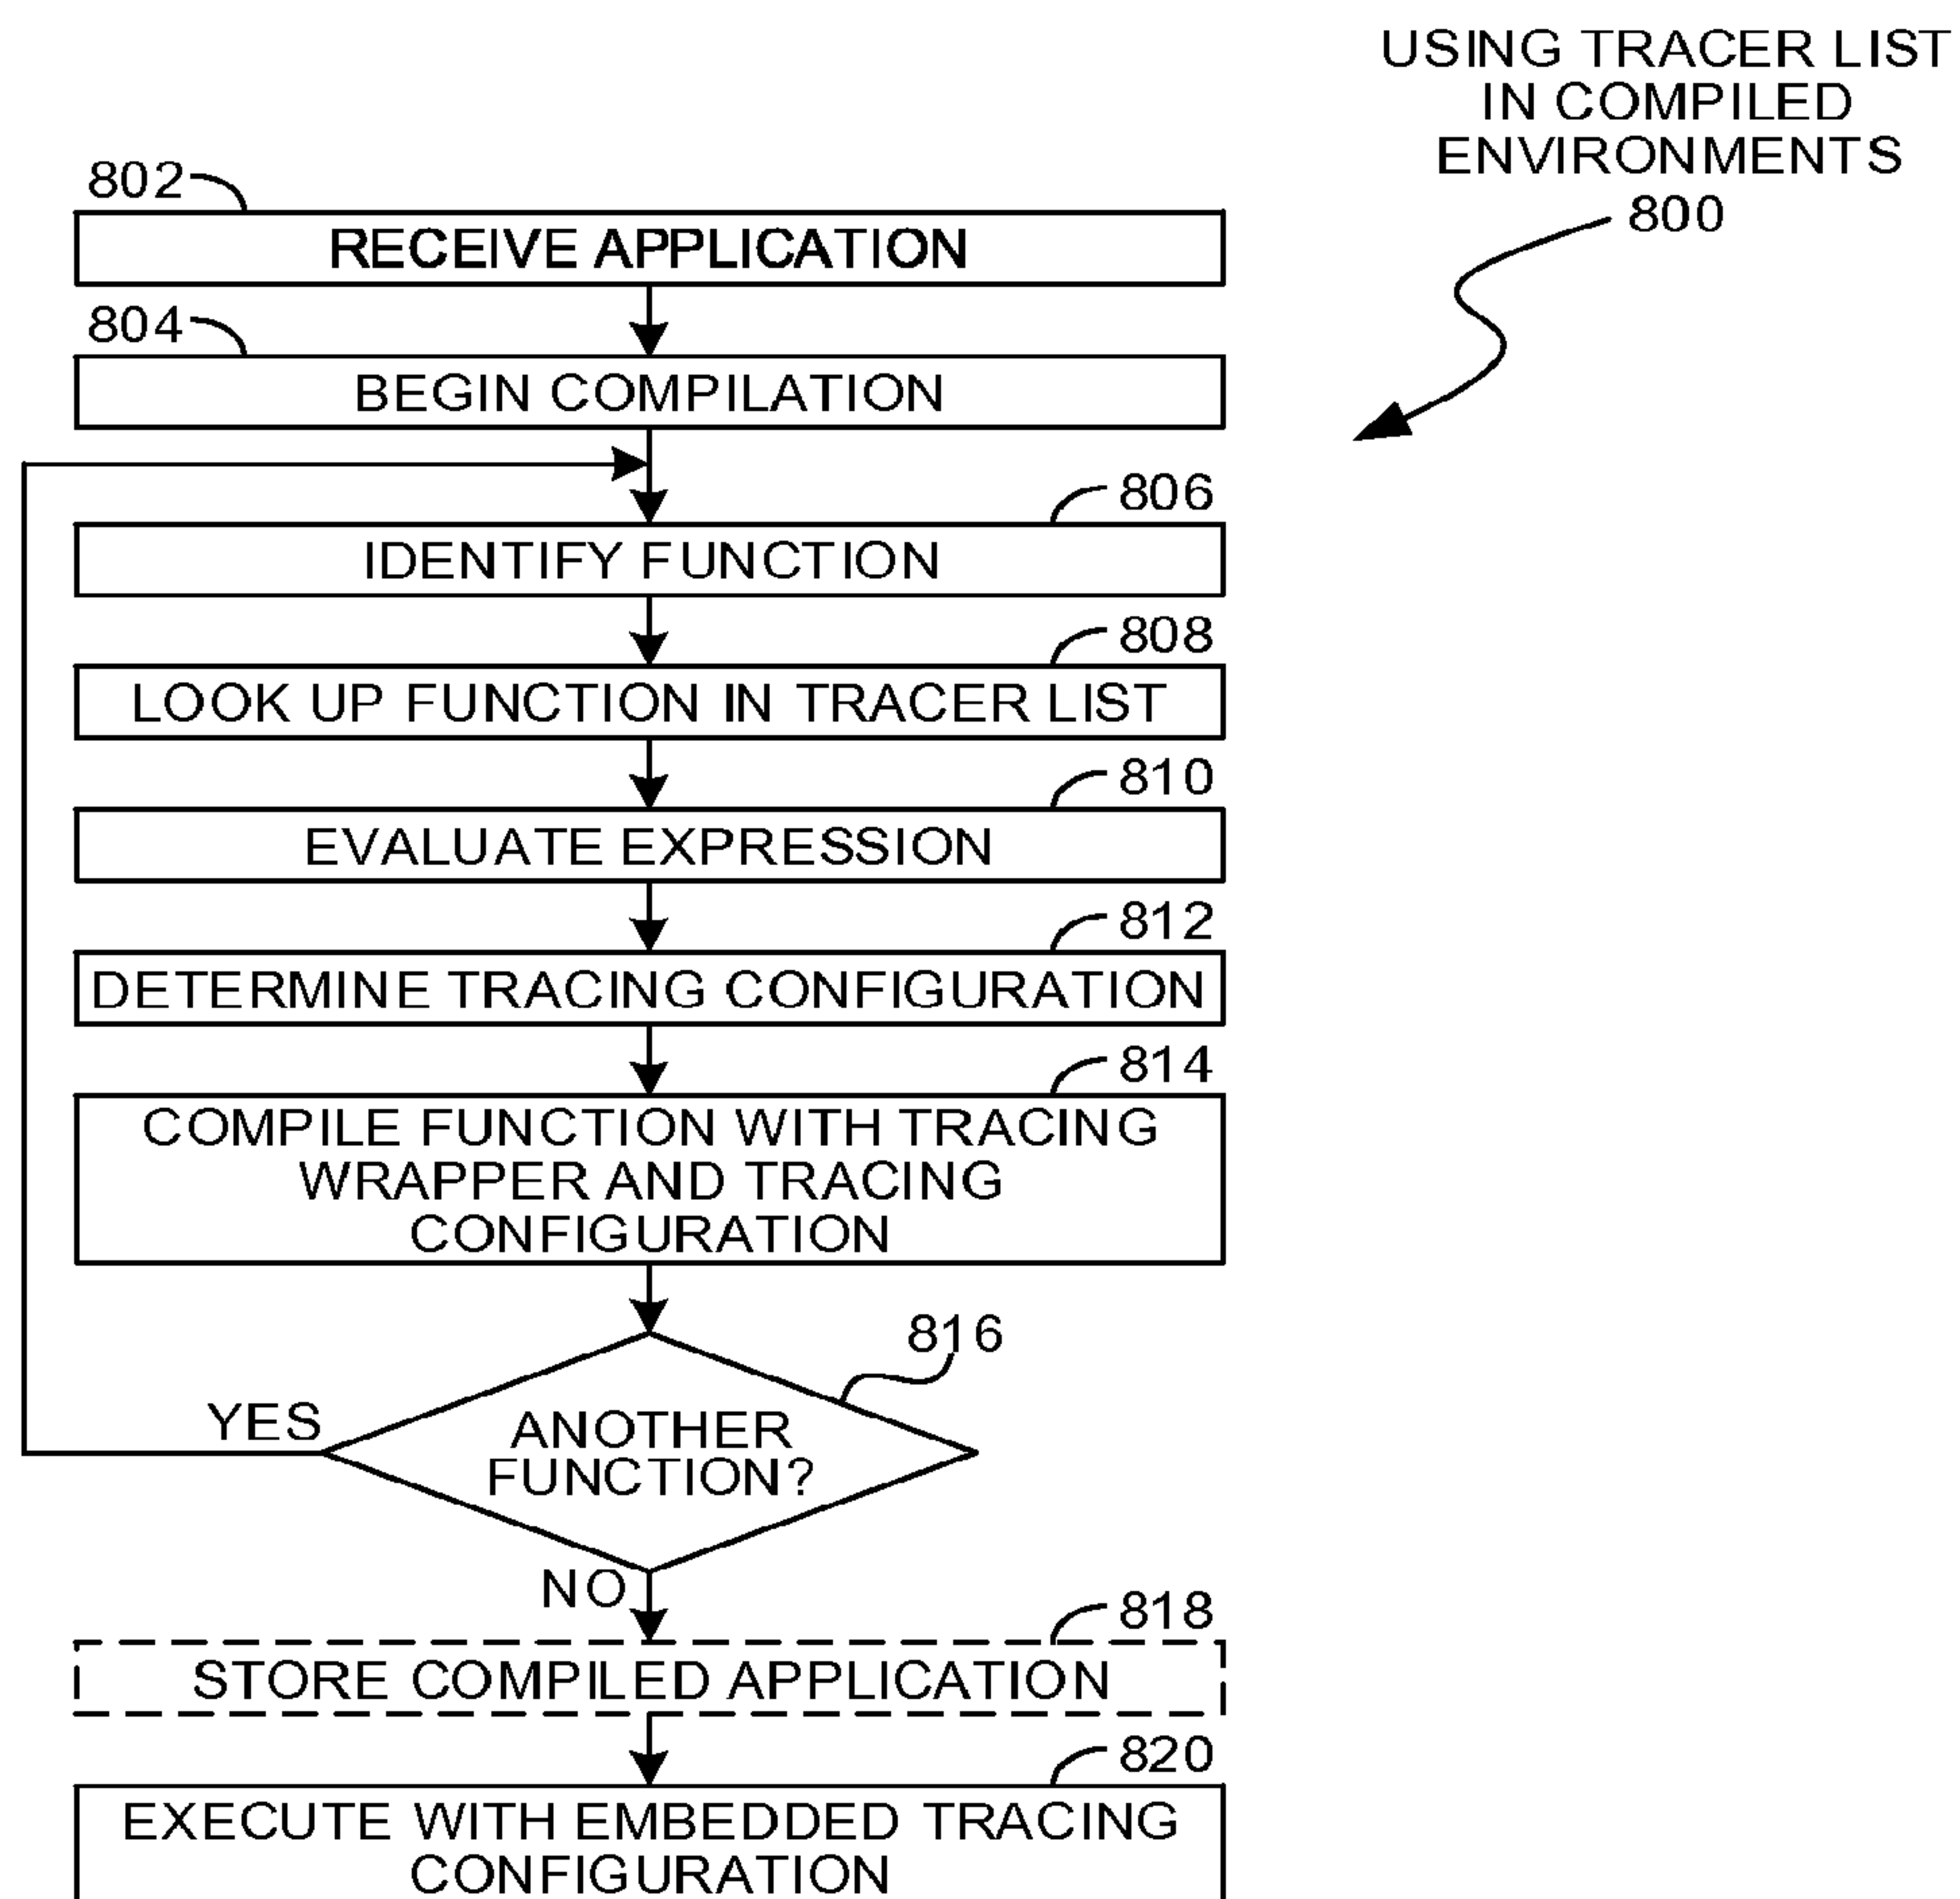 USING TRACER LIST
IN COMPILED
ENVIRONMENTS
800
802
RECEIVE APPLICATION
804
BEGIN COMPILATION
806
IDENTIFY FUNCTION
808
LOOK UP FUNCTION IN TRACER LIST
810
EVALUATE EXPRESSION
812
DETERMINE TRACING CONFIGURATION
814
COMPILE FUNCTION WITH TRACING
WRAPPER AND TRACING
CONFIGURATION
816
YES
ANOTHER
FUNCTION?
NO
818
STORE COMPILED APPLICATION
820
EXECUTE WITH EMBEDDED TRACING
CONFIGURATION